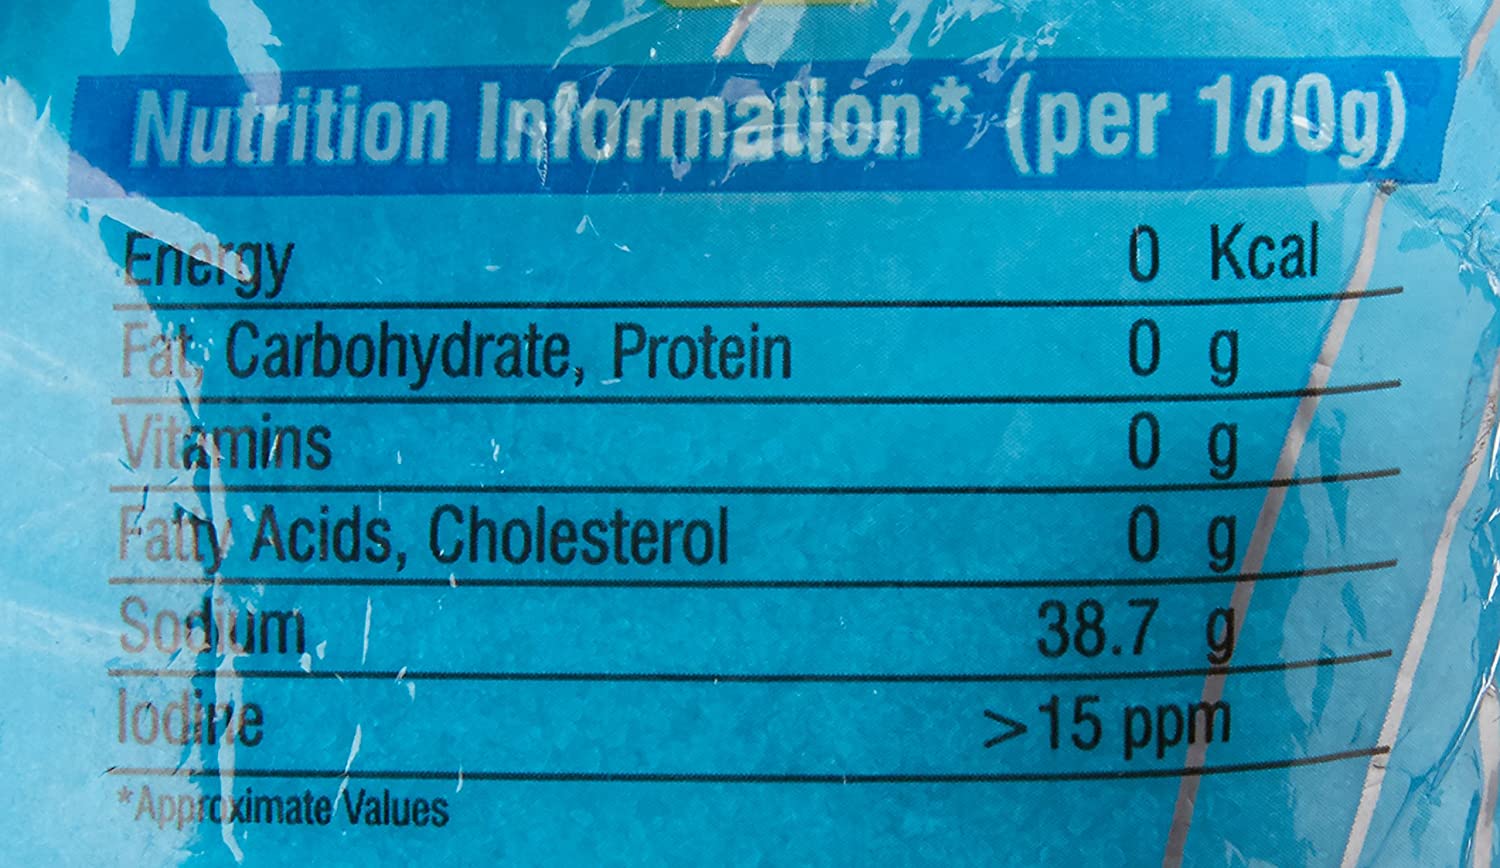 Nutrition Information* (per 100g)
Energy 0 Kcal
Fat, Carbohydrate, Protein 0 g
Vitamins 0 g
Fatty Acids, Cholesterol 0 g
Sodium 38.7 g
Iodine >15 ppm
*Approximate Values